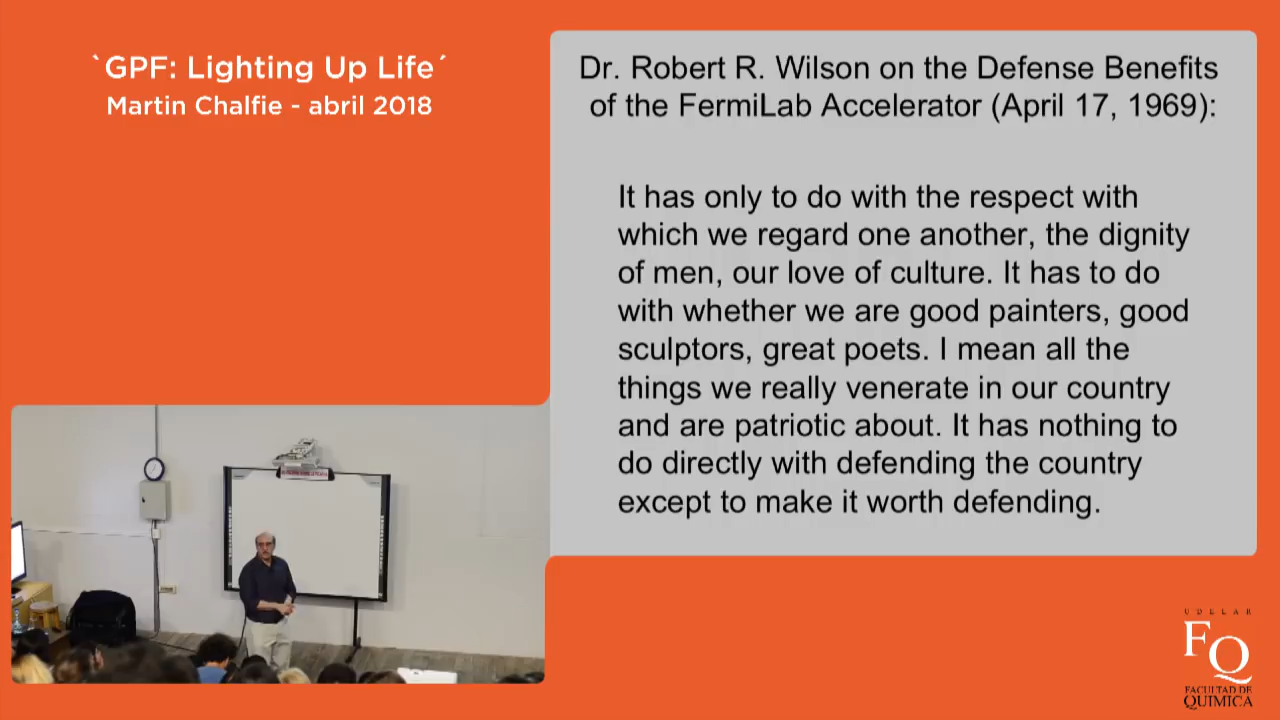 `GPF: Lighting Up Life´
Martin Chalfie - abril 2018
Dr. Robert R. Wilson on the Defense Benefits
of the FermiLab Accelerator (April 17, 1969):
It has only to do with the respect with
which we regard one another, the dignity
of men, our love of culture. It has to do
with whether we are good painters, good
sculptors, great poets. I mean all the
things we really venerate in our country
and are patriotic about. It has nothing to
do directly with defending the country
except to make it worth defending.
UDELAR
FQ
FACULTAD DE
QUIMICA